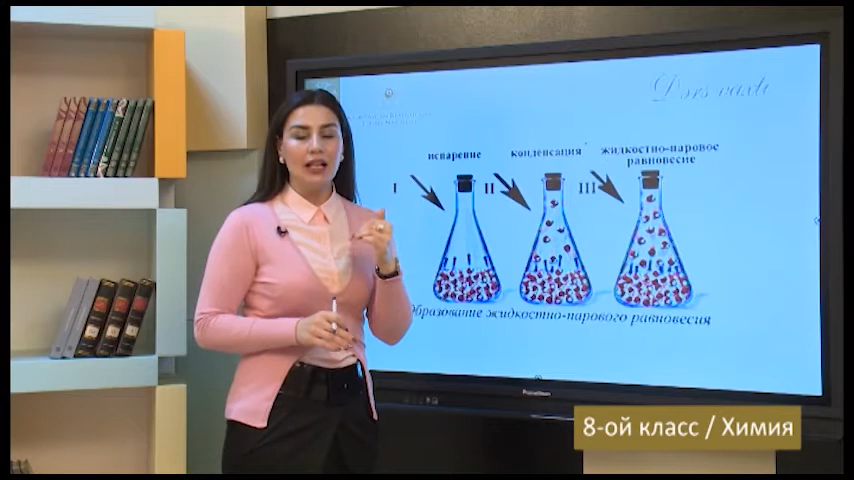 Dərs vaxtı
испарение
конденсация
жидкостно-паровое
равновесие
I
II
III
Образование жидкостно-парового равновесия
8-ой класс / Химия